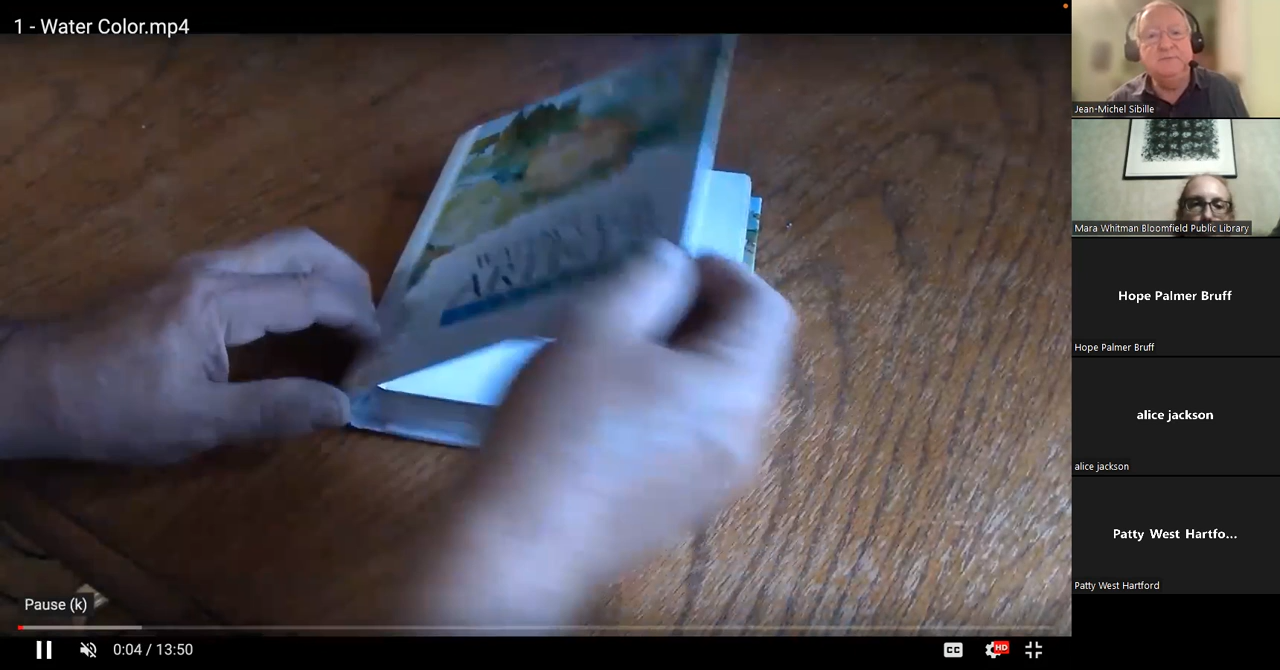 1 - Water Color.mp4
Jean-Michel Sibille
Mara Whitman Bloomfield Public Library
Hope Palmer Bruff
Hope Palmer Bruff
alice jackson
alice jackson
Patty West Hartfo...
Patty West Hartford
Pause (k)
0:04 / 13:50
CC
HD